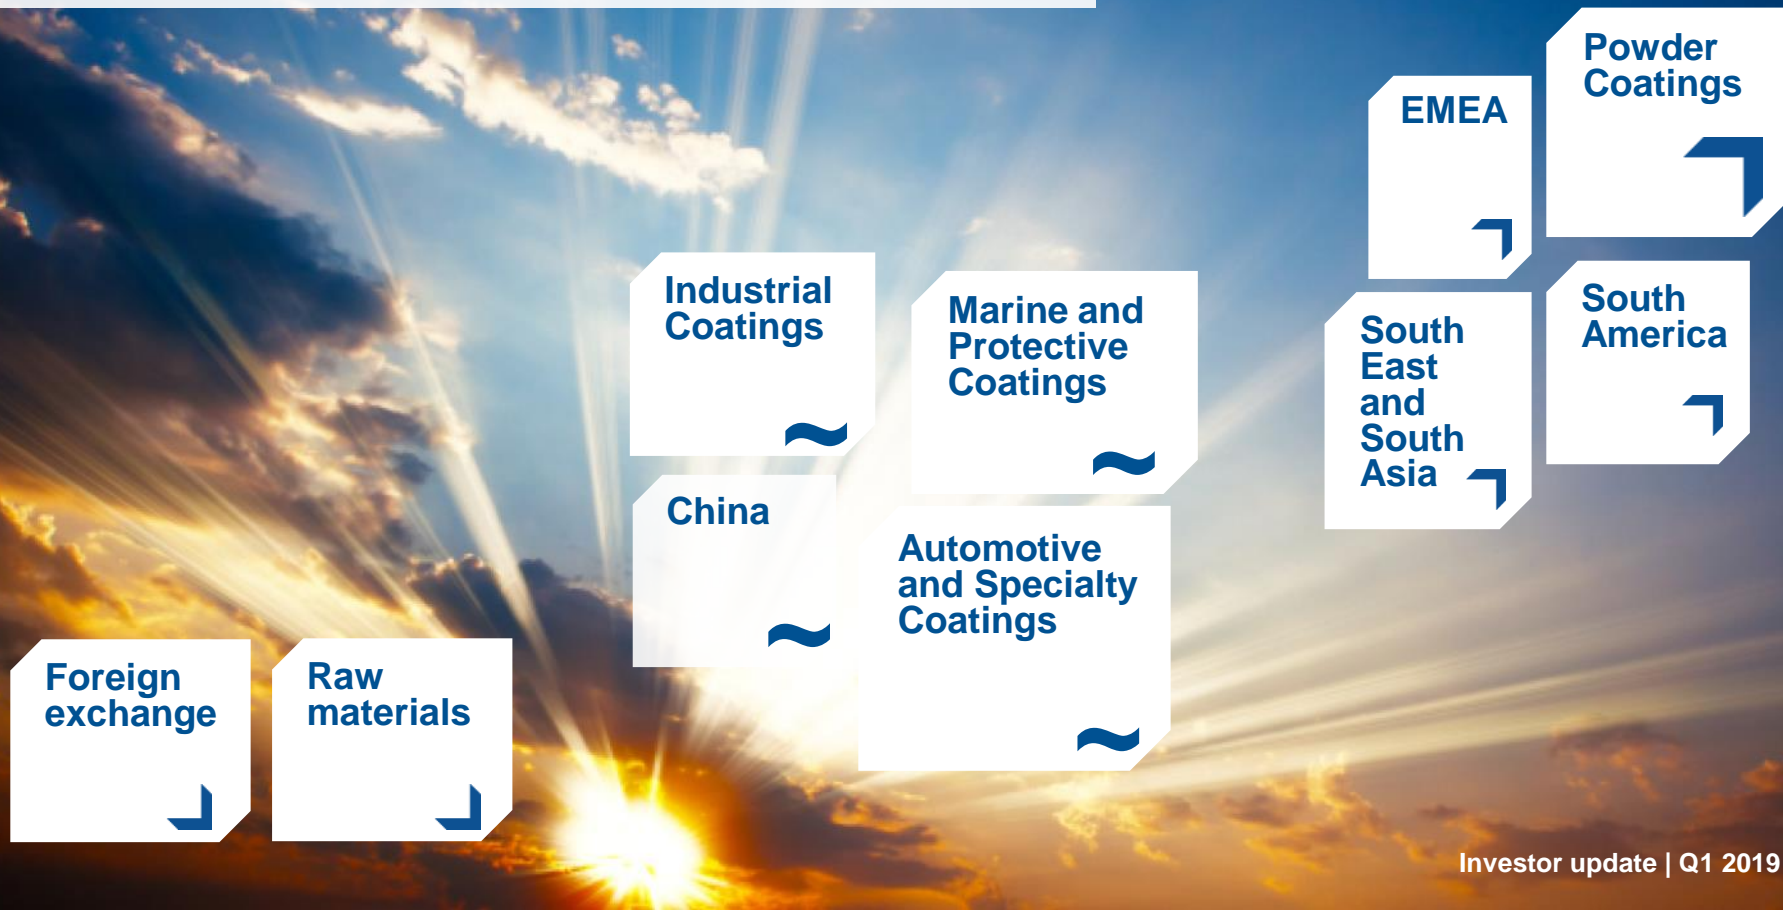 Powder
Coatings
EMEA
Industrial
Coatings
Marine and
Protective
Coatings
South
East
and
South
Asia
South
America
China
Automotive
and Specialty
Coatings
Foreign
exchange
Raw
materials
Investor update | Q1 2019